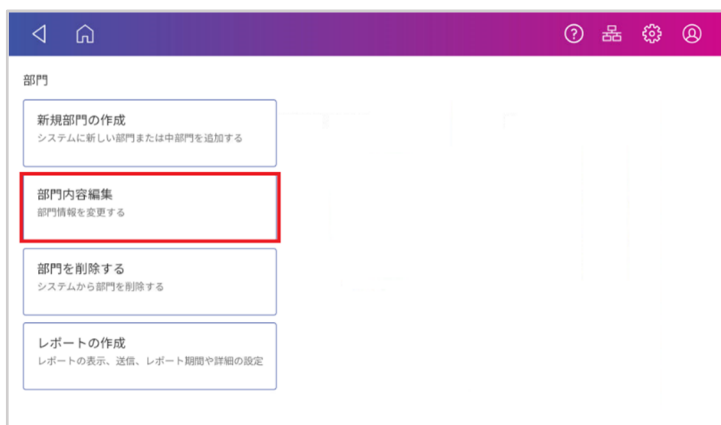 部門
新規部門の作成
システムに新しい部門または中部門を追加する
部門内容編集
部門情報を変更する
部門を削除する
システムから部門を削除する
レポートの作成
レポートの表示、送信、レポート期間や詳細の設定